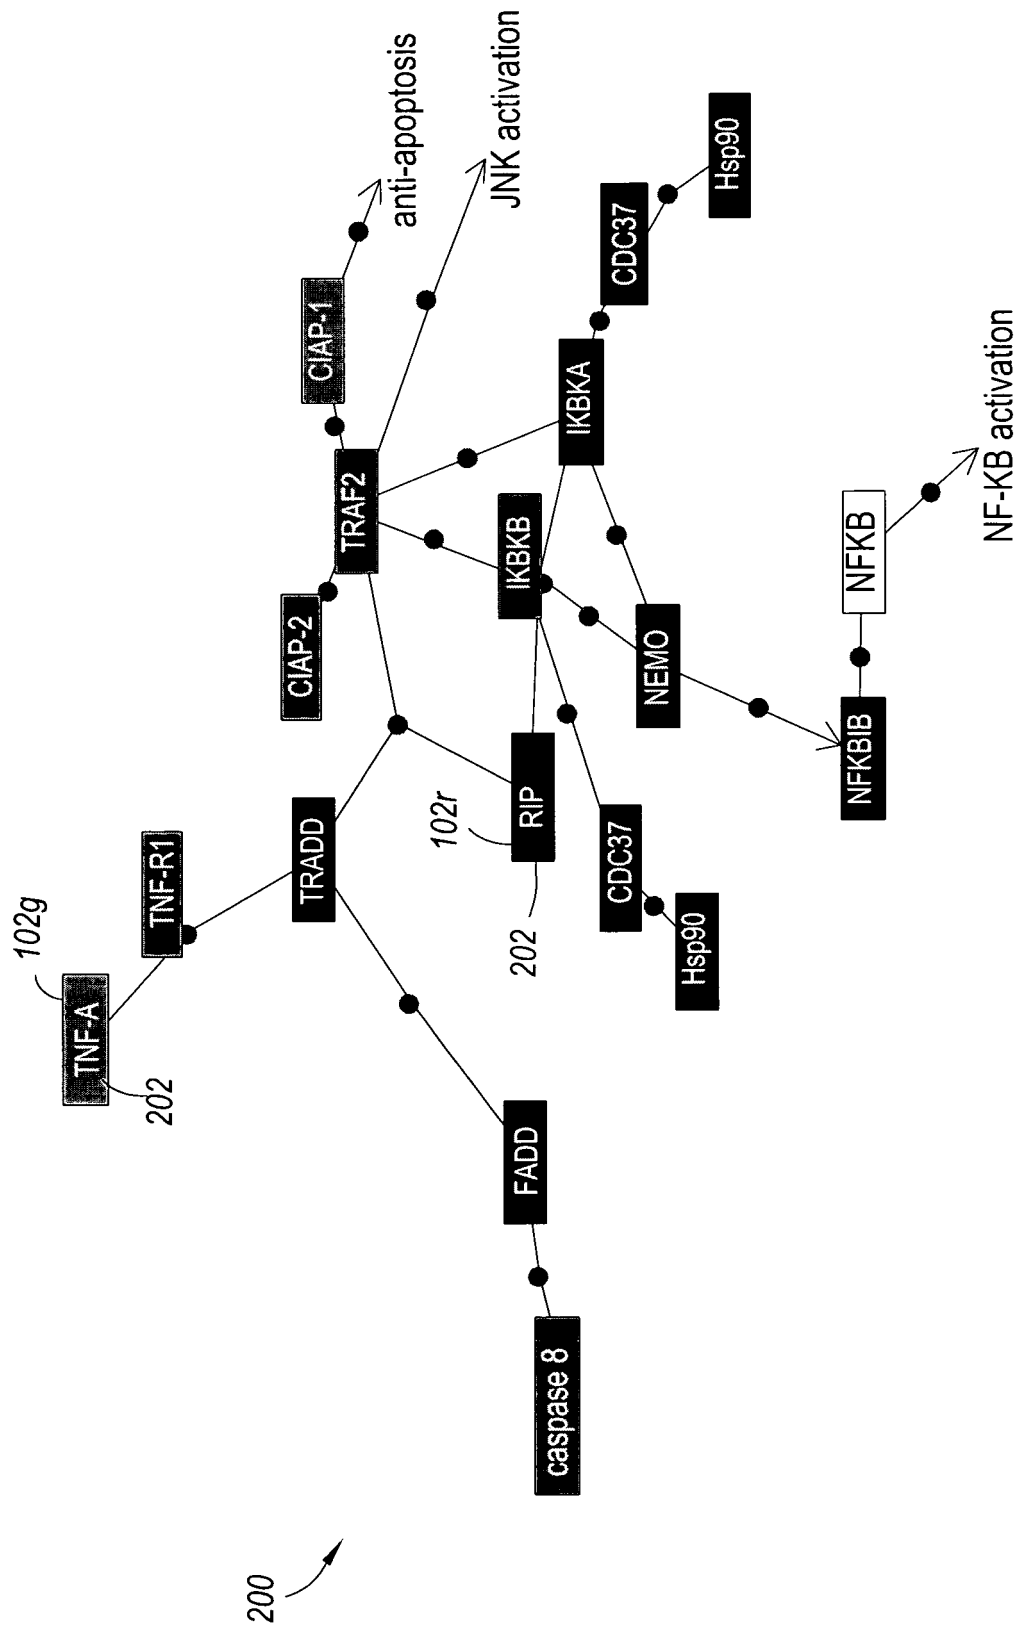 200
TNF-A
102g
202
TNF-R1
TRADD
CIAP-2
TRAF2
CIAP-1
anti-apoptosis
JNK activation
FADD
caspase 8
RIP
102r
202
IKBKB
IKBKA
CDC37
Hsp90
CDC37
Hsp90
NEMO
NFKBIB
NFKB
NF-KB activation